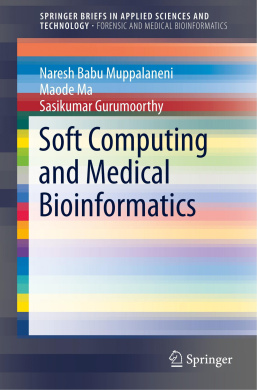 SPRINGER BRIEFS IN APPLIED SCIENCES AND
TECHNOLOGY · FORENSIC AND MEDICAL BIOINFORMATICS
Naresh Babu Muppalaneni
Maode Ma
Sasikumar Gurumoorthy
Soft Computing
and Medical
Bioinformatics
Springer